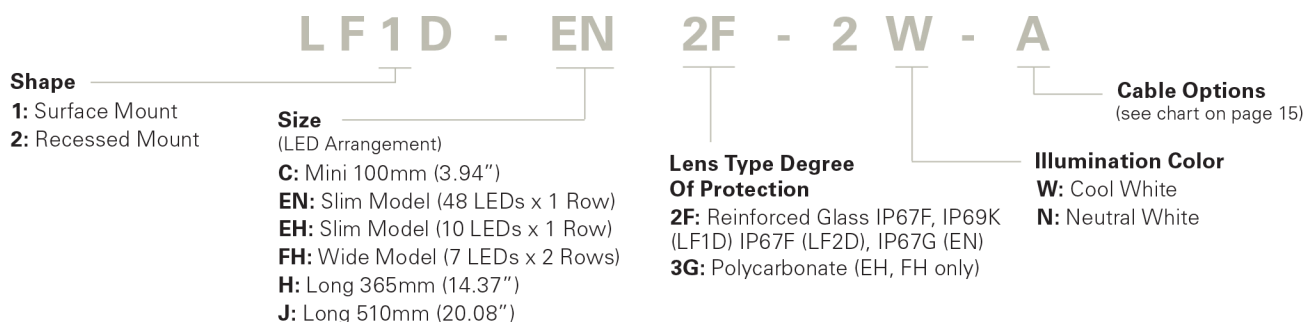 LF1D - EN 2F - 2 W - A
Shape
1: Surface Mount
2: Recessed Mount
Size
(LED Arrangement)
C: Mini 100mm (3.94”)
EN: Slim Model (48 LEDs x 1 Row)
EH: Slim Model (10 LEDs x 1 Row)
FH: Wide Model (7 LEDs x 2 Rows)
H: Long 365mm (14.37”)
J: Long 510mm (20.08”)
Lens Type Degree
Of Protection
2F: Reinforced Glass IP67F, IP69K
(LF1D) IP67F (LF2D), IP67G (EN)
3G: Polycarbonate (EH, FH only)
Illumination Color
W: Cool White
N: Neutral White
Cable Options
(see chart on page 15)